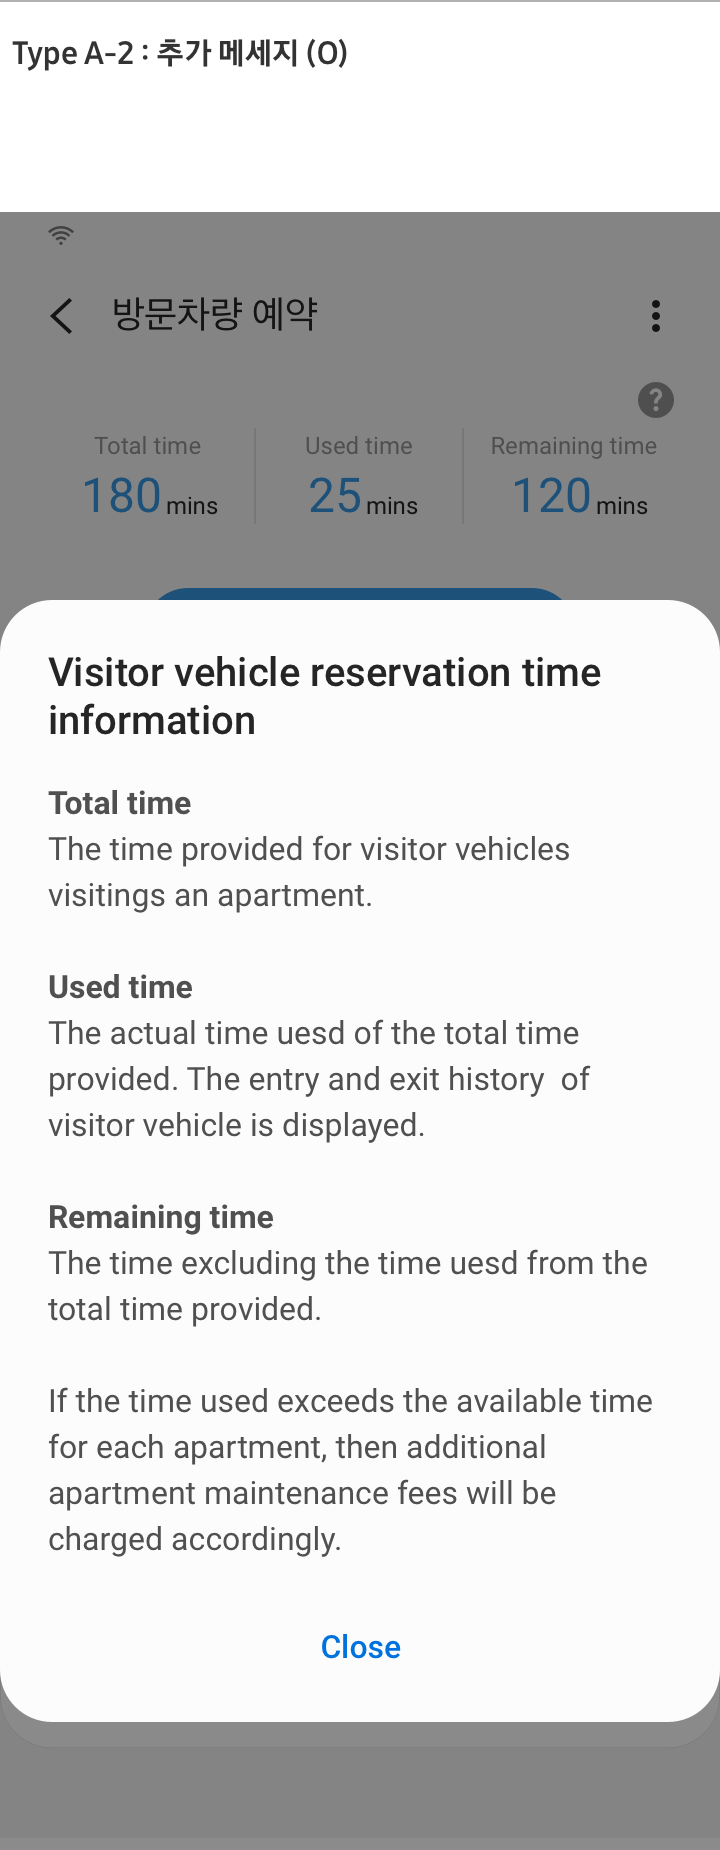 Type A-2 : 추가 메세지 (O)
방문차량 예약
?
Total time Used time Remaining time
180 mins 25 mins 120 mins
Visitor vehicle reservation time
information
Total time
The time provided for visitor vehicles
visitings an apartment.
Used time
The actual time uesd of the total time
provided. The entry and exit history  of
visitor vehicle is displayed.
Remaining time
The time excluding the time uesd from the
total time provided.
If the time used exceeds the available time
for each apartment, then additional
apartment maintenance fees will be
charged accordingly.
Close